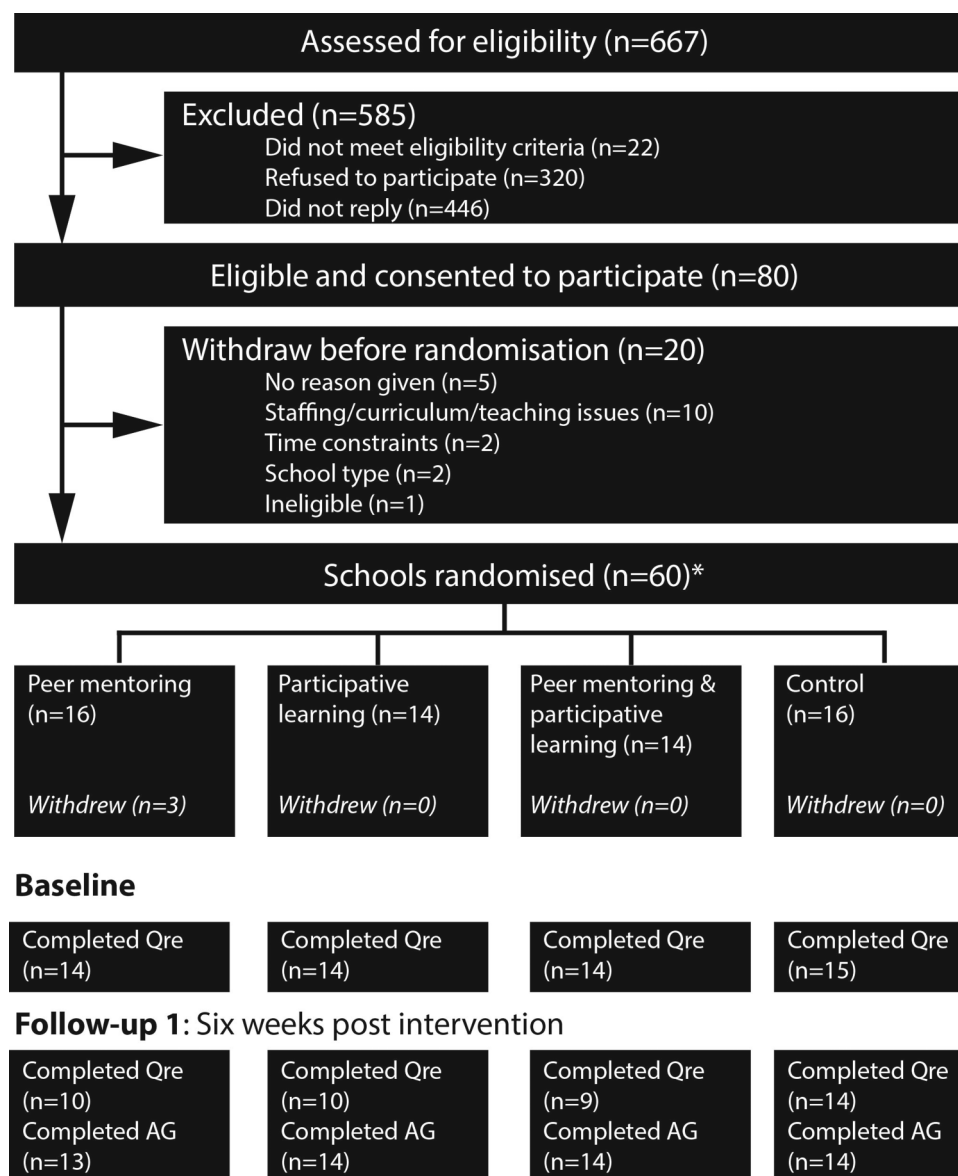 Assessed for eligibility (n=667)
Excluded (n=585)
Did not meet eligibility criteria (n=22)
Refused to participate (n=320)
Did not reply (n=446)
Eligible and consented to participate (n=80)
Withdraw before randomisation (n=20)
No reason given (n=5)
Staffing/curriculum/teaching issues (n=10)
Time constraints (n=2)
School type (n=2)
Ineligible (n=1)
Schools randomised (n=60)*
Peer mentoring
(n=16)
Withdrew (n=3)
Participative
learning (n=14)
Withdrew (n=0)
Peer mentoring &
participative
learning (n=14)
Withdrew (n=0)
Control
(n=16)
Withdrew (n=0)
Baseline
Completed Qre
(n=14)
Completed Qre
(n=14)
Completed Qre
(n=14)
Completed Qre
(n=15)
Follow-up 1: Six weeks post intervention
Completed Qre
(n=10)
Completed AG
(n=13)
Completed Qre
(n=10)
Completed AG
(n=14)
Completed Qre
(n=9)
Completed AG
(n=14)
Completed Qre
(n=14)
Completed AG
(n=14)